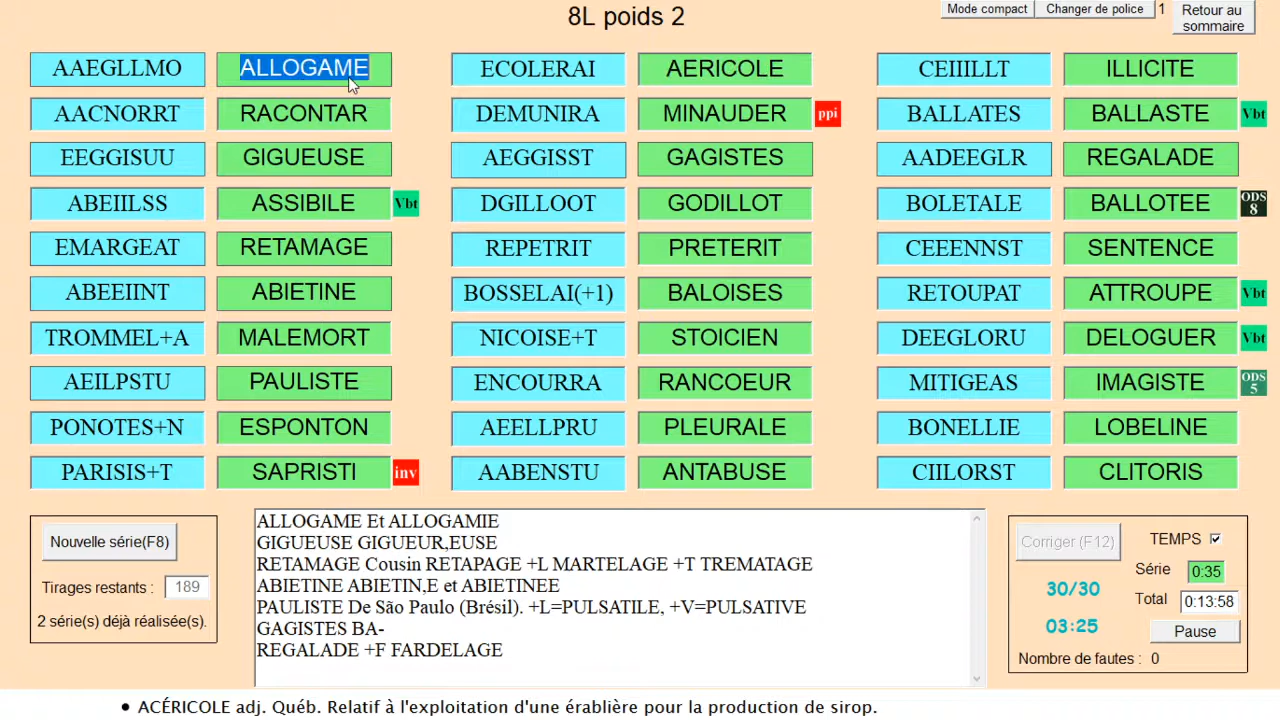 8L poids 2
Mode compact
Changer de police
1
Retour au
sommaire
AAEGLLMO ALLOGAME ECOLERAI AERICOLE CEIIILLT ILLICITE
AACNORRT RACONTAR DEMUNIRA MINAUDER ppi BALLATES BALLASTE Vbt
EEGGISUU GIGUEUSE AEGGISST GAGISTES AADEEGLR REGALADE
ABEIILSS ASSIBILE Vbt DGILLOOT GODILLOT BOLETALE BALLOTEE ODS 8
EMARGEAT RETAMAGE REPETRIT PRETERIT CEEENNST SENTENCE
ABEEIINT ABIETINE BOSSELAI(+1) BALOISES RETOUPAT ATTROUPE Vbt
TROMMEL+A MALEMORT NICOISE+T STOICIEN DEEGLORU DELOGUER Vbt
AEILPSTU PAULISTE ENCOURRA RANCOEUR MITIGEAS IMAGISTE ODS 5
PONOTES+N ESPONTON AEELLPRU PLEURALE BONELLIE LOBELINE
PARISIS+T SAPRISTI inv AABENSTU ANTABUSE CIILORST CLITORIS
Nouvelle série(F8)
Tirages restants : 189
2 série(s) déjà réalisée(s).
ALLOGAME Et ALLOGAMIE
GIGUEUSE GIGUEUR,EUSE
RETAMAGE Cousin RETAPAGE +L MARTELAGE +T TREMATAGE
ABIETINE ABIETIN,E et ABIETINEE
PAULISTE De São Paulo (Brésil). +L=PULSATILE, +V=PULSATIVE
GAGISTES BA-
REGALADE +F FARDELAGE
Corriger (F12)
TEMPS
Série 0:35
30/30
Total 0:13:58
03:25
Pause
Nombre de fautes : 0
• ACÉRICOLE adj. Québ. Relatif à l'exploitation d'une érablière pour la production de sirop.